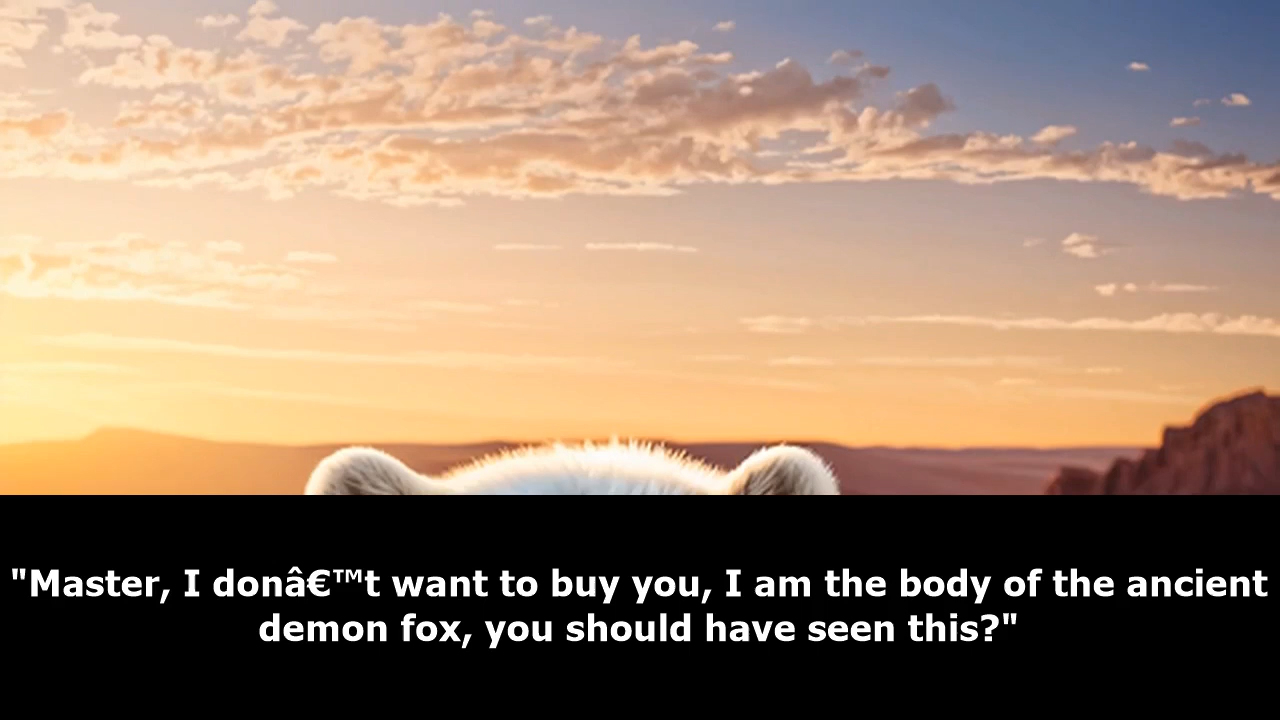 "Master, I donâ€™t want to buy you, I am the body of the ancient
demon fox, you should have seen this?"